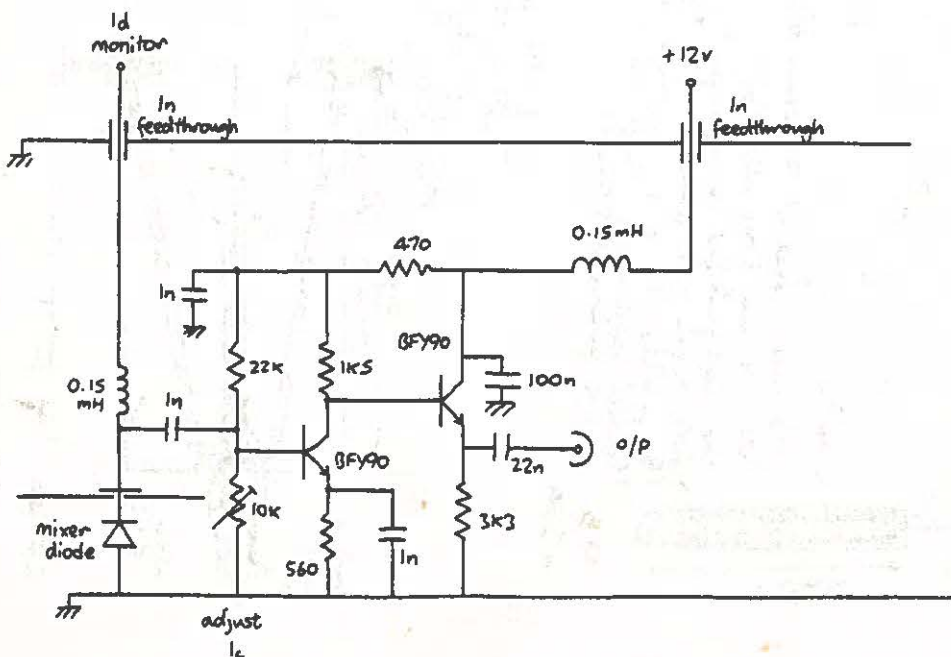 Id
monitor
+12v
1n
feedthrough
1n
feedthrough
470
0.15mH
1n
22K
1K5
BFY90
100n
0.15
mH
1n
BFY90
22n
O/P
mixer
diode
10K
560
1n
3K3
adjust
Ic